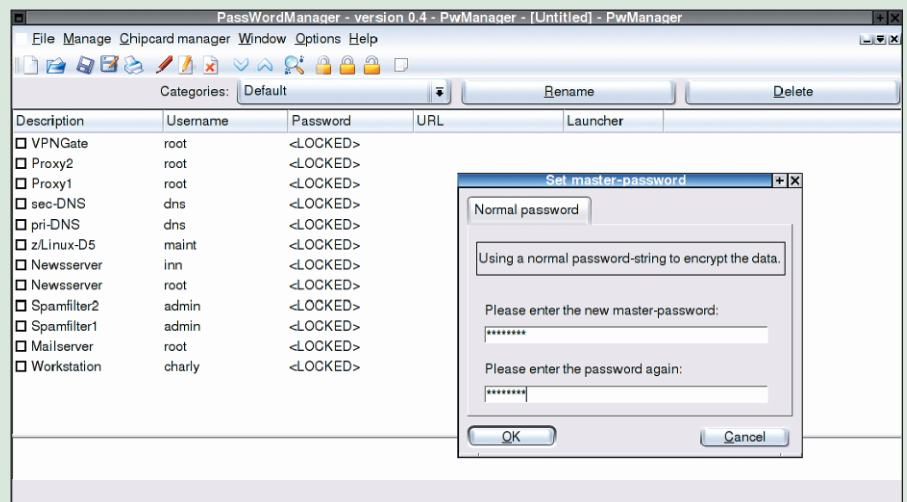 PassWordManager - version 0.4 - PwManager - [Untitled] - PwManager
File Manage Chipcard manager Window Options Help
Categories: Default Rename Delete
Description Username Password URL Launcher
VPNGate root <LOCKED>
Proxy2 root <LOCKED>
Proxy1 root <LOCKED>
sec-DNS dns <LOCKED>
pri-DNS dns <LOCKED>
z/Linux-D5 maint <LOCKED>
Newsserver inn <LOCKED>
Newsserver root <LOCKED>
Spamfilter2 admin <LOCKED>
Spamfilter1 admin <LOCKED>
Mailserver root <LOCKED>
Workstation charly <LOCKED>
Set master-password
Normal password
Using a normal password-string to encrypt the data.
Please enter the new master-password:
********
Please enter the password again:
********
OK Cancel